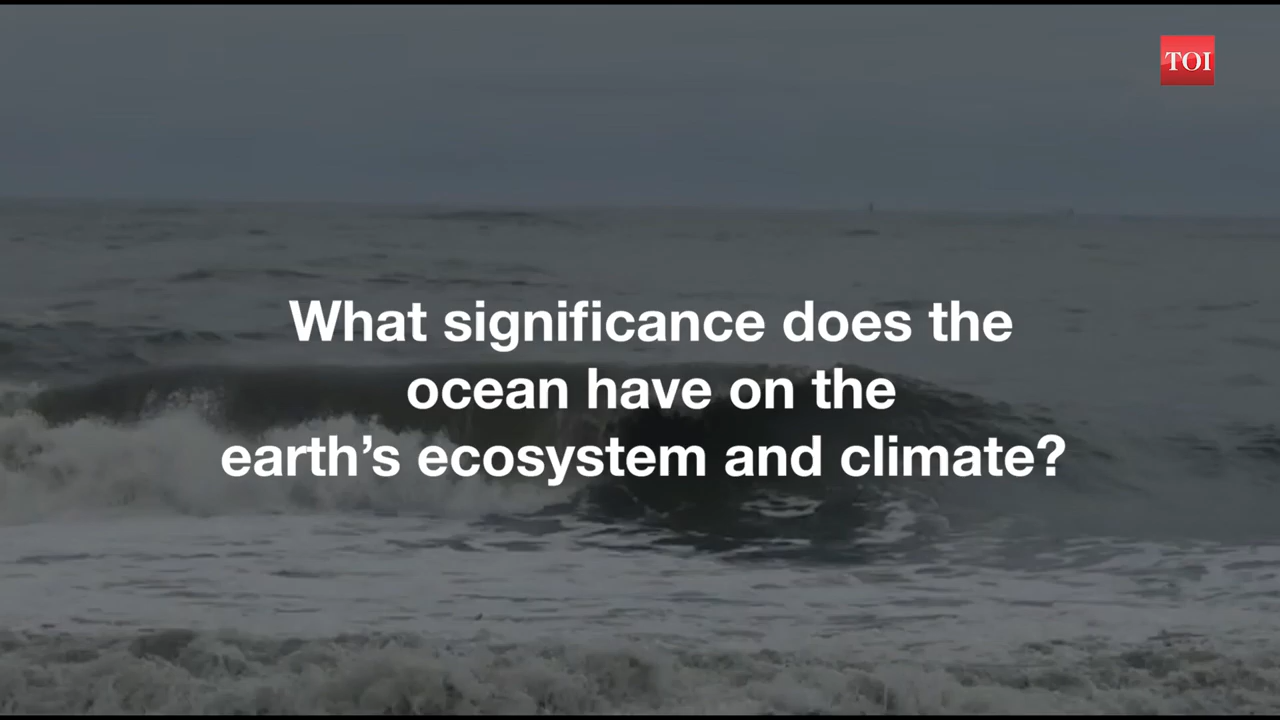 TOI
What significance does the
ocean have on the
earth’s ecosystem and climate?